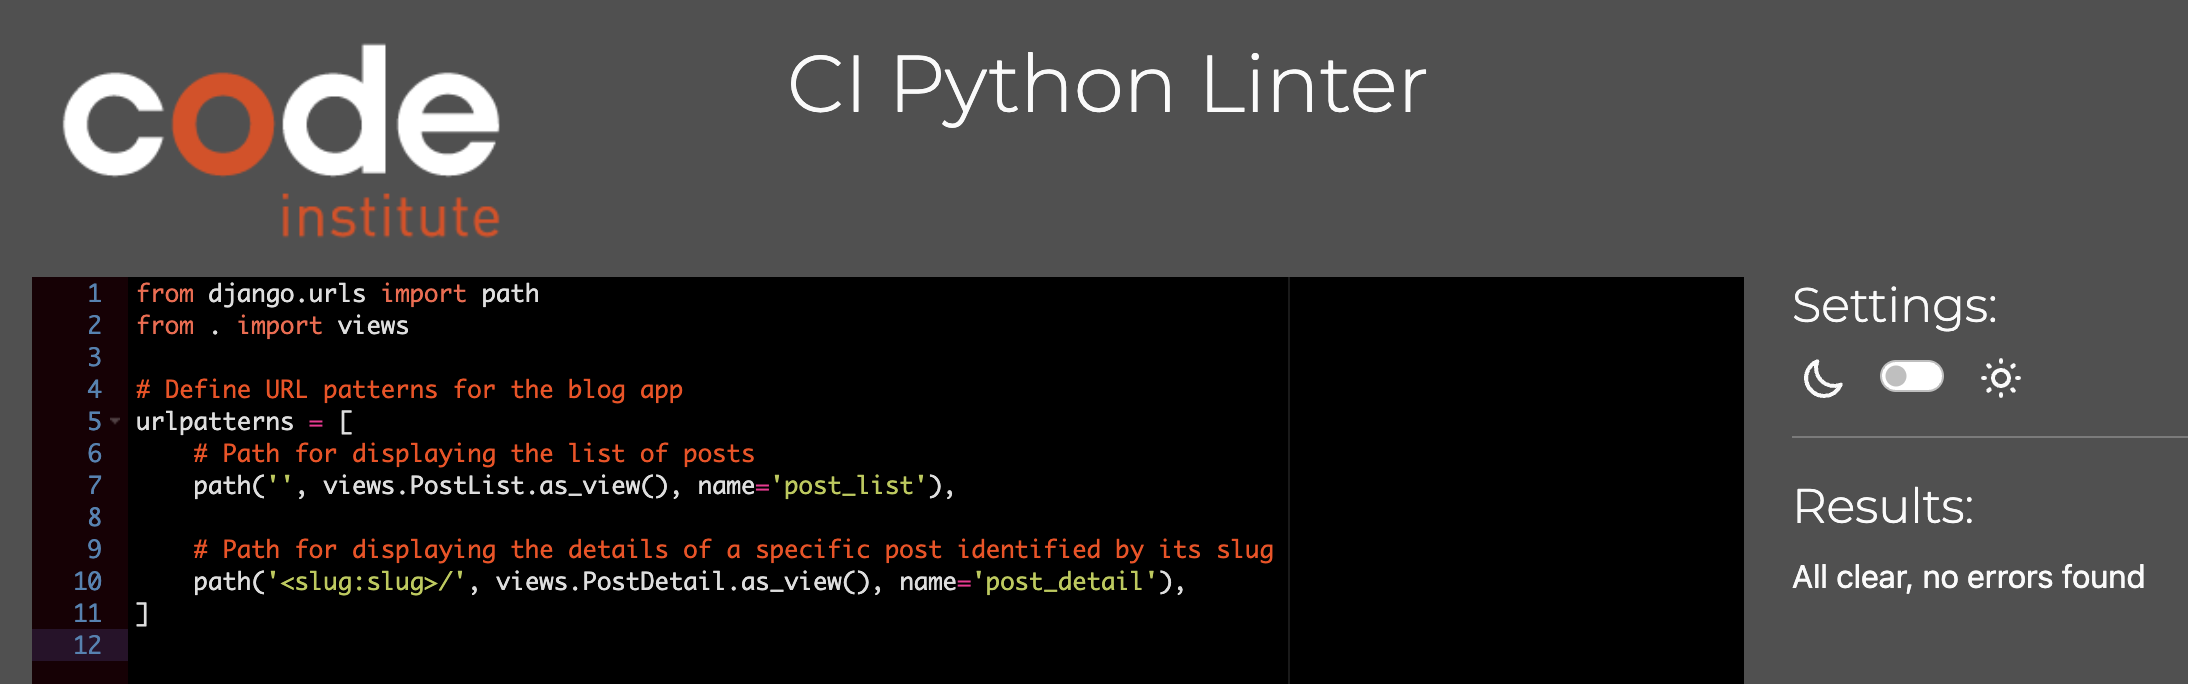 code
institute
CI Python Linter
1 from django.urls import path
2 from . import views
3
4 # Define URL patterns for the blog app
5 urlpatterns = [
6     # Path for displaying the list of posts
7     path('', views.PostList.as_view(), name='post_list'),
8
9     # Path for displaying the details of a specific post identified by its slug
10     path('<slug:slug>/', views.PostDetail.as_view(), name='post_detail'),
11 ]
12
Settings:
Results:
All clear, no errors found